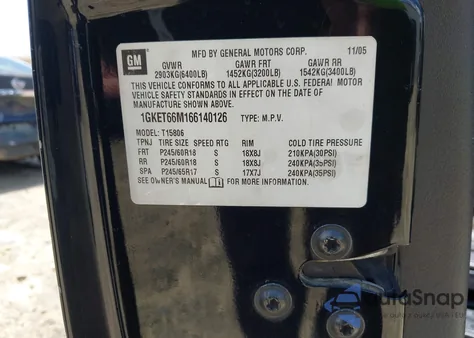 GM
MFD BY GENERAL MOTORS CORP. 11/05
GVWR GAWR FRT GAWR RR
2903KG(6400LB) 1452KG(3200LB) 1542KG(3400LB)
THIS VEHICLE CONFORMS TO ALL APPLICABLE U.S. FEDERAL MOTOR
VEHICLE SAFETY STANDARDS IN EFFECT ON THE DATE OF
MANUFACTURE SHOWN ABOVE.
1GKET66M166140126 TYPE: M.P.V.
MODEL: T15806
TPNJ TIRE SIZE SPEED RTG RIM COLD TIRE PRESSURE
FRT P245/60R18 S 18X8J 210KPA(30PSI)
RR P245/60R18 S 18X8J 240KPA(35PSI)
SPA P245/65R17 S 17X7J 240KPA(35PSI)
SEE OWNER'S MANUAL FOR MORE INFORMATION.
AutoSnap